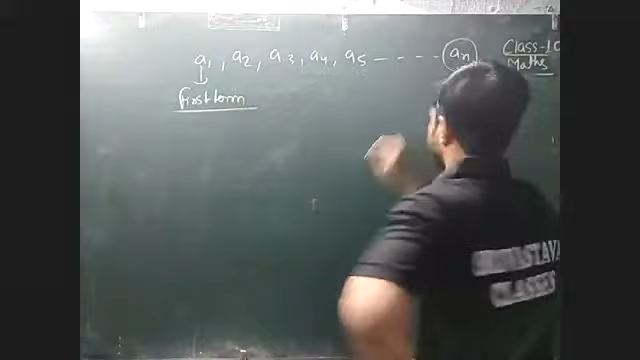 a₁, a₂, a₃, a₄, a₅ - - - - aₙ
Class-10
Maths
First term
CLASSES